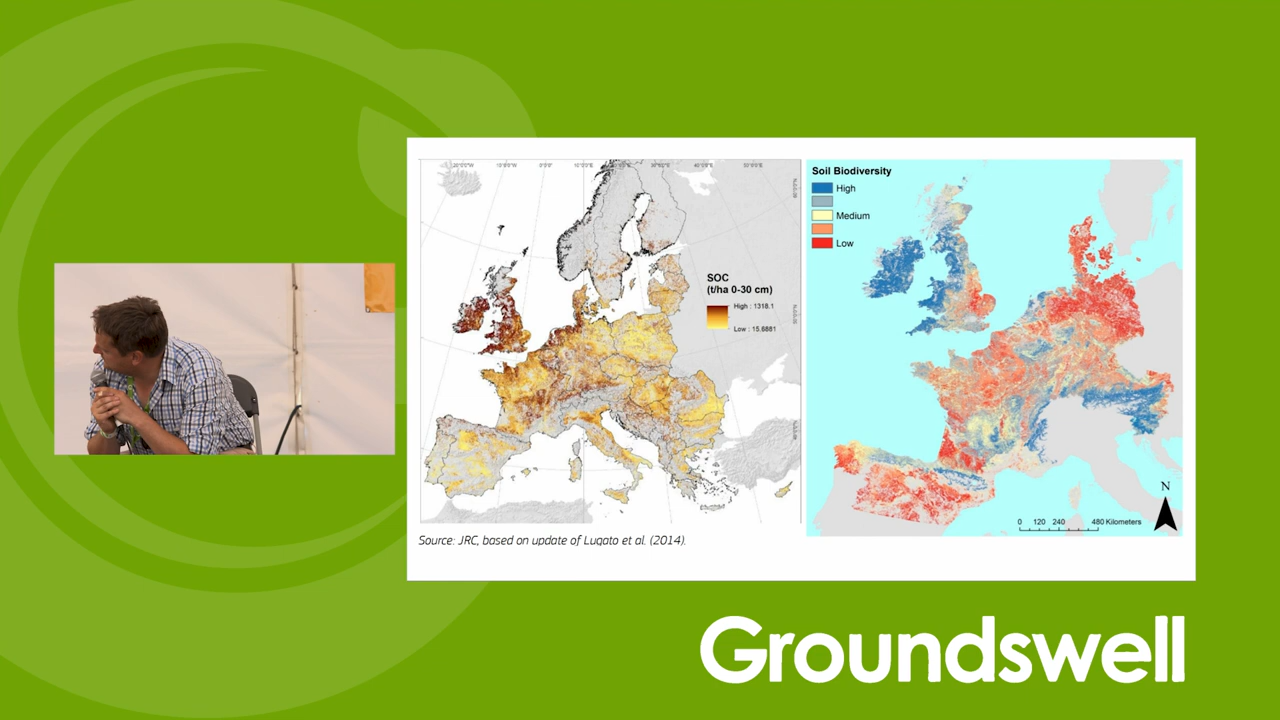 SOC
(t/ha 0-30 cm)
High : 1318.1
Low : 15.6881
Source: JRC, based on update of Lugato et al. (2014).
Soil Biodiversity
High
Medium
Low
N
0 120 240 480 Kilometers
Groundswell